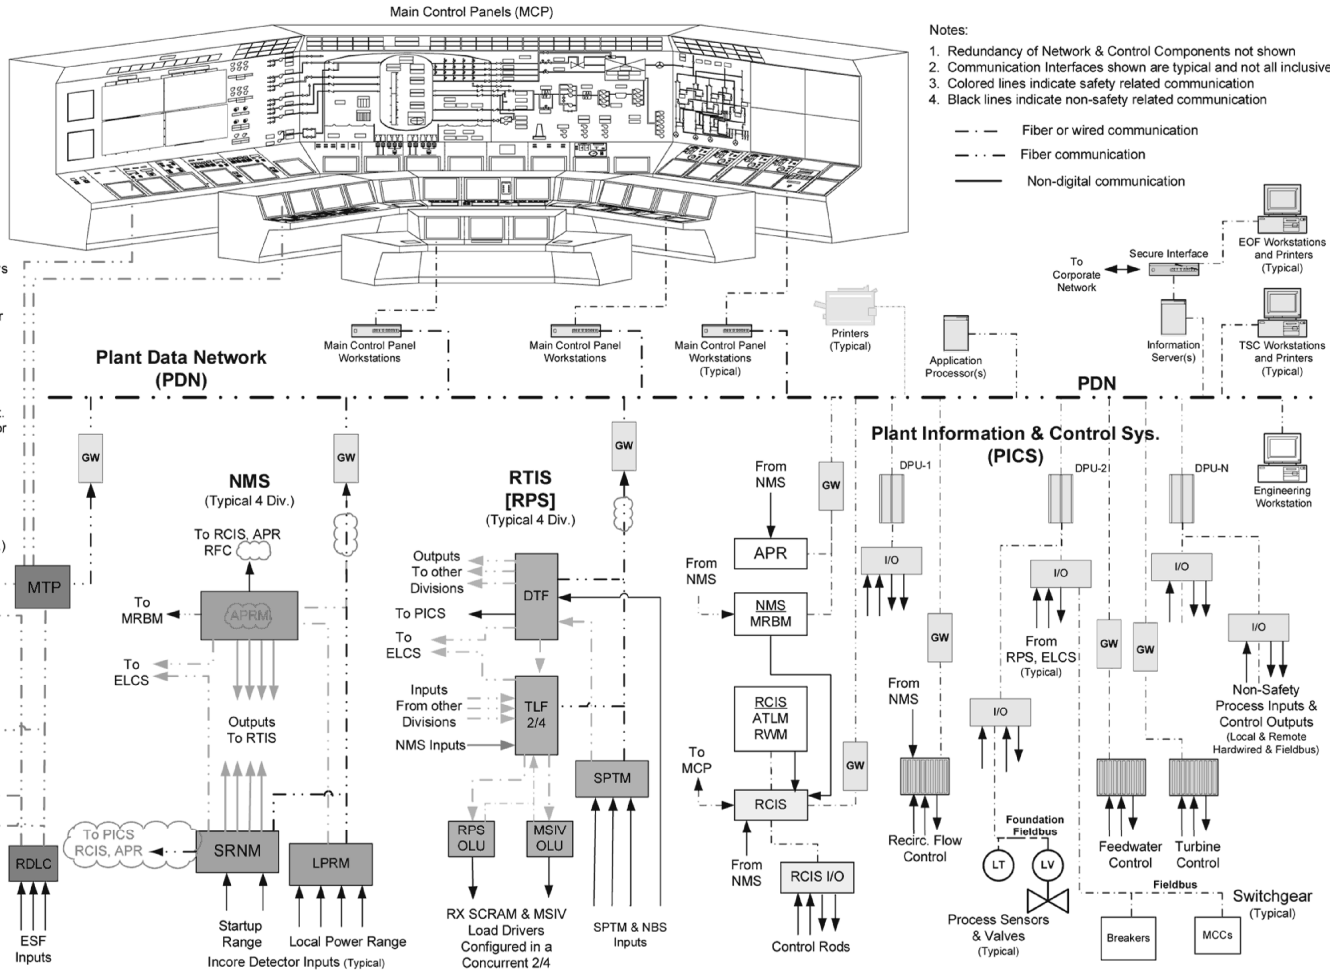 Main Control Panels (MCP)
Notes:
1. Redundancy of Network & Control Components not shown
2. Communication Interfaces shown are typical and not all inclusive
3. Colored lines indicate safety related communication
4. Black lines indicate non-safety related communication
Fiber or wired communication
Fiber communication
Non-digital communication
EOF Workstations
and Printers
(Typical)
Secure Interface
To
Corporate
Network
Information
Server(s)
TSC Workstations
and Printers
(Typical)
Main Control Panel
Workstations
Main Control Panel
Workstations
Main Control Panel
Workstations
(Typical)
Printers
(Typical)
Application
Processor(s)
Plant Data Network
(PDN)
PDN
Plant Information & Control Sys.
(PICS)
Engineering
Workstation
GW
NMS
(Typical 4 Div.)
GW
RTIS
[RPS]
(Typical 4 Div.)
GW
From
NMS
GW
DPU-1
DPU-2
DPU-N
To RCIS, APR
RFC
MTP
To
MRBM
APRM
To
ELCS
Outputs
To RTIS
To PICS
RCIS, APR
SRNM
LPRM
RDLC
ESF
Inputs
Startup
Range
Local Power Range
Incore Detector Inputs (Typical)
Outputs
To other
Divisions
DTF
To PICS
To
ELCS
Inputs
From other
Divisions
TLF
2/4
NMS Inputs
SPTM
RPS
OLU
MSIV
OLU
RX SCRAM & MSIV
Load Drivers
Configured in a
Concurrent 2/4
SPTM & NBS
Inputs
APR
From
NMS
NMS
MRBM
RCIS
ATLM
RWM
To
MCP
RCIS
GW
From
NMS
RCIS I/O
Control Rods
I/O
GW
From
NMS
Recirc. Flow
Control
I/O
From
RPS, ELCS
(Typical)
I/O
GW
GW
I/O
I/O
Non-Safety
Process Inputs &
Control Outputs
(Local & Remote
Hardwired & Fieldbus)
Foundation
Fieldbus
LT
LV
Process Sensors
& Valves
(Typical)
Feedwater
Control
Turbine
Control
Fieldbus
Switchgear
(Typical)
Breakers
MCCs